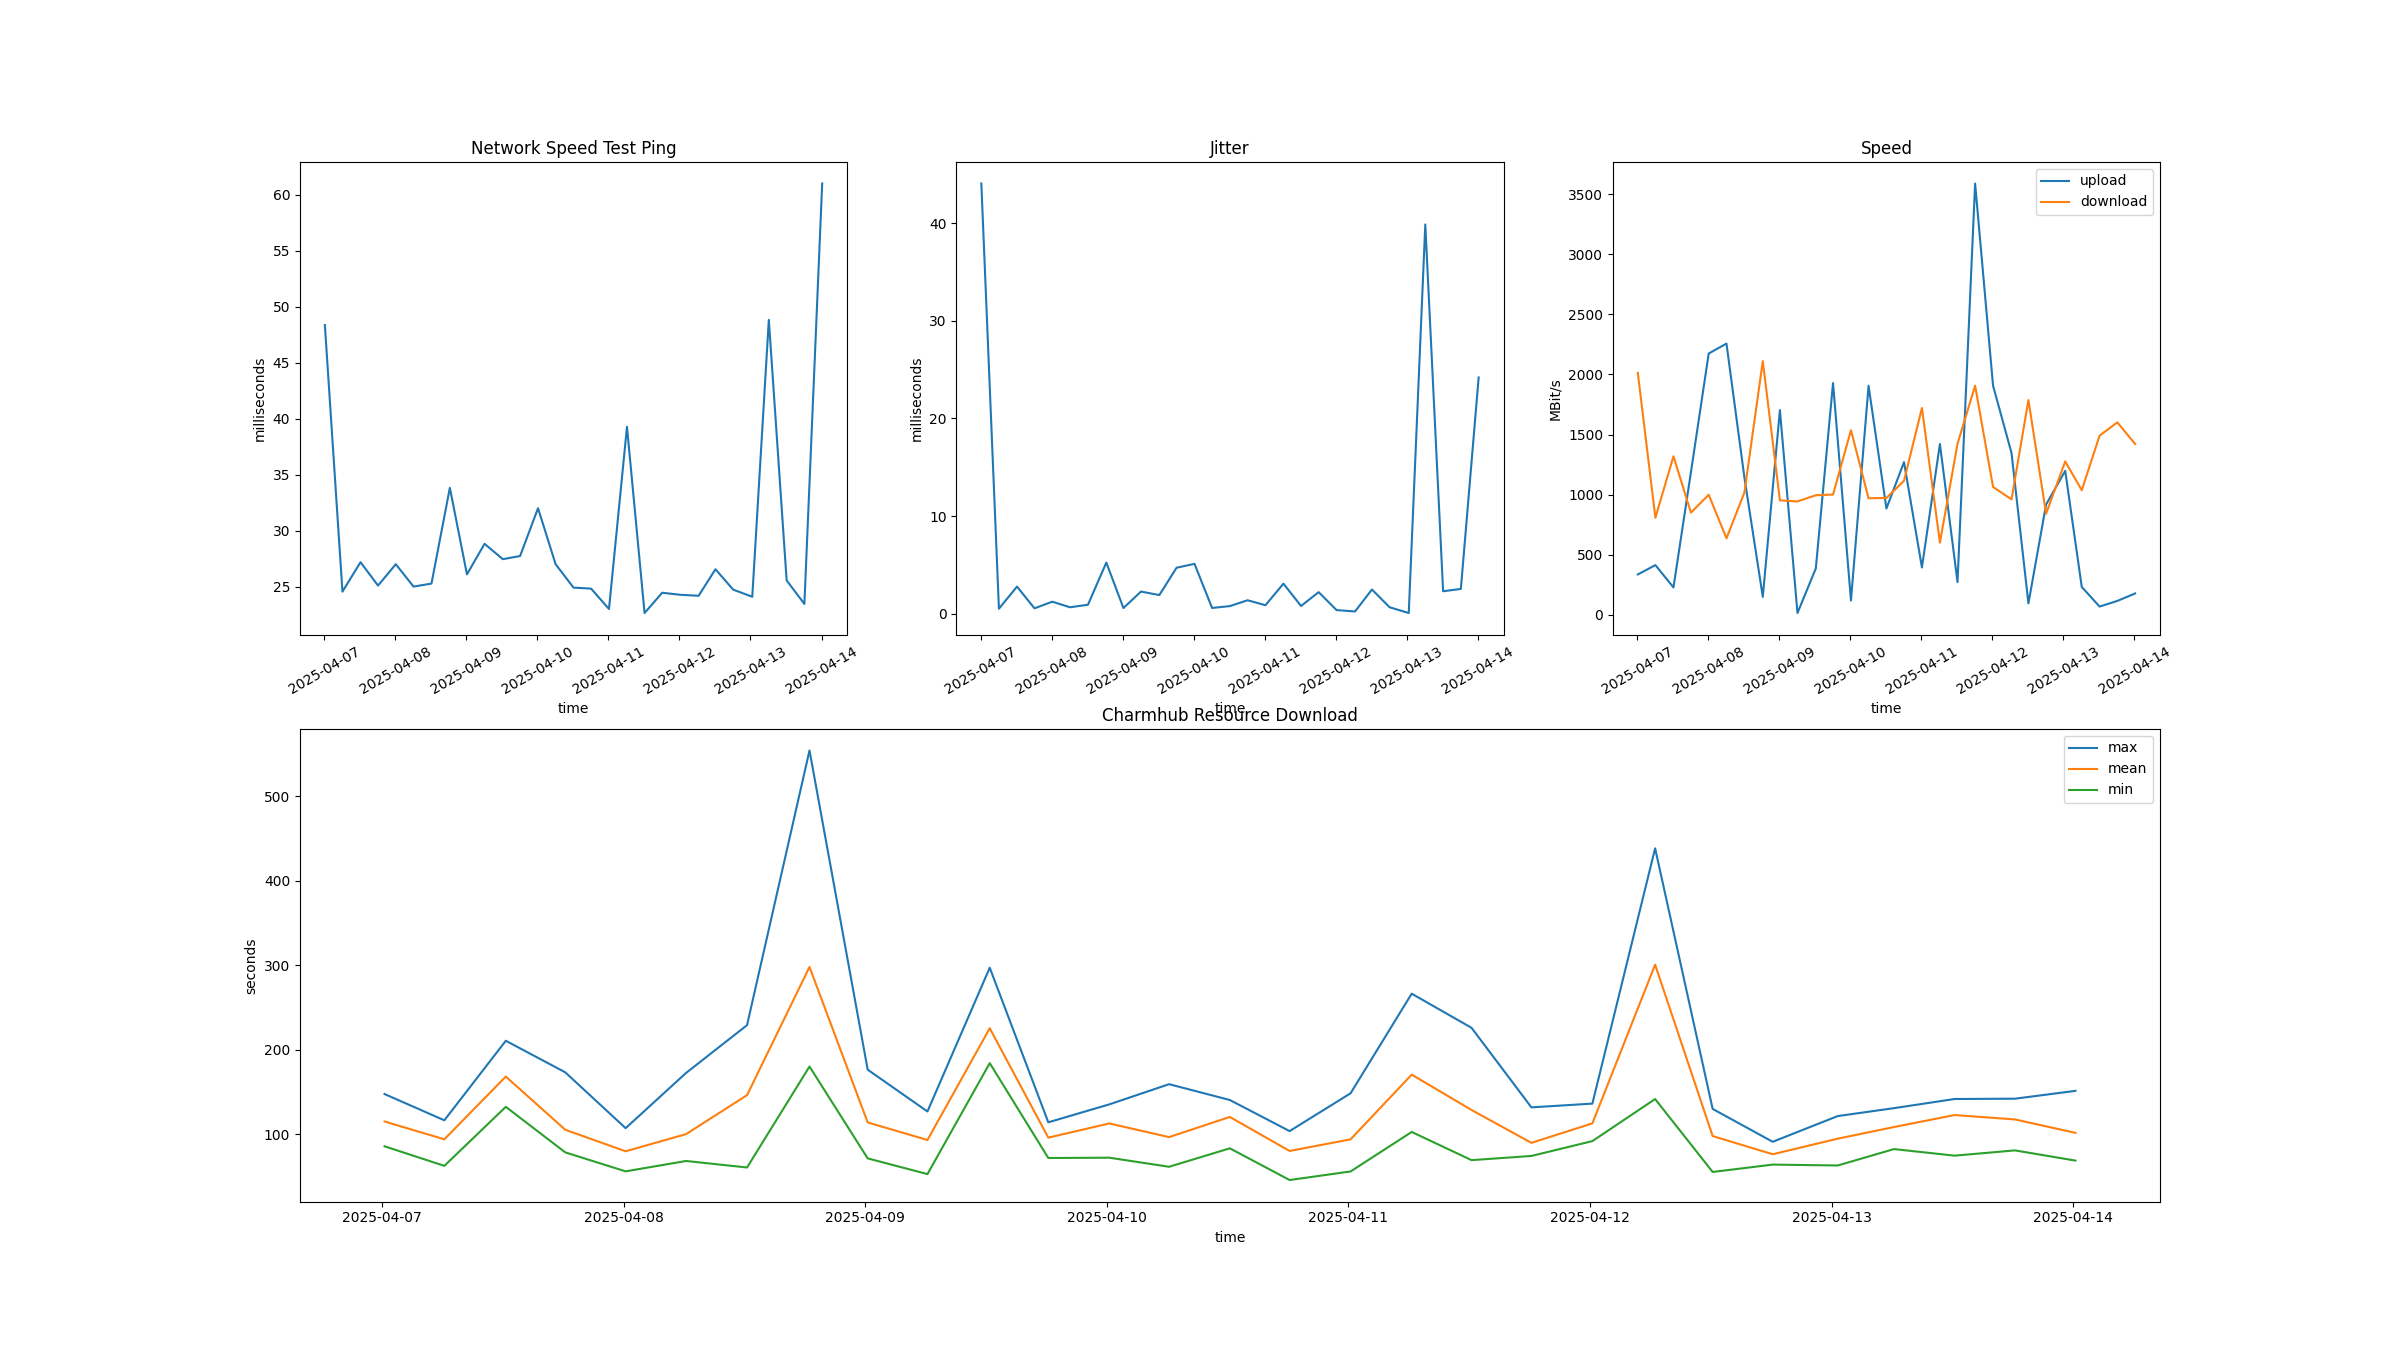 Network Speed Test Ping
60
55
50
45
40
35
30
25
milliseconds
2025-04-07 2025-04-08 2025-04-09 2025-04-10 2025-04-11 2025-04-12 2025-04-13 2025-04-14
time
Jitter
40
30
20
10
0
milliseconds
2025-04-07 2025-04-08 2025-04-09 2025-04-10 2025-04-11 2025-04-12 2025-04-13 2025-04-14
time
Speed
upload
download
3500
3000
2500
2000
1500
1000
500
0
MBit/s
2025-04-07 2025-04-08 2025-04-09 2025-04-10 2025-04-11 2025-04-12 2025-04-13 2025-04-14
time
Charmhub Resource Download
max
mean
min
500
400
300
200
100
seconds
2025-04-07 2025-04-08 2025-04-09 2025-04-10 2025-04-11 2025-04-12 2025-04-13 2025-04-14
time